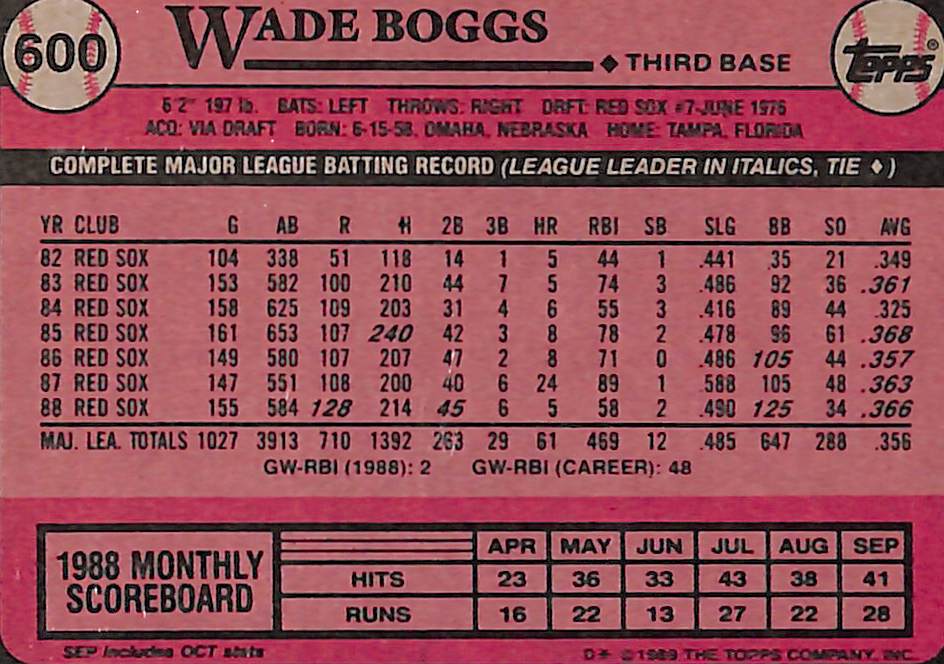 600 WADE BOGGS
◆ THIRD BASE
TOPPS®
6'2" 197 lb. BATS: LEFT THROWS: RIGHT DRFT: RED SOX #7-JUNE 1976
ACQ: VIA DRAFT BORN: 6-15-58, OMAHA, NEBRASKA HOME: TAMPA, FLORIDA
COMPLETE MAJOR LEAGUE BATTING RECORD (LEAGUE LEADER IN ITALICS, TIE ♦)
YR CLUB G AB R H 2B 3B HR RBI SB SLG BB SO AVG
82 RED SOX 104 338 51 118 14 1 5 44 1 .441 35 21 .349
83 RED SOX 153 582 100 210 44 7 5 74 3 .486 92 36 .361
84 RED SOX 158 625 109 203 31 4 6 55 3 .416 89 44 .325
85 RED SOX 161 653 107 240 42 3 8 78 2 .478 96 61 .368
86 RED SOX 149 580 107 207 47 2 8 71 0 .486 105 44 .357
87 RED SOX 147 551 108 200 40 6 24 89 1 .588 105 48 .363
88 RED SOX 155 584 128 214 45 6 5 58 2 .490 125 34 .366
MAJ. LEA. TOTALS 1027 3913 710 1392 263 29 61 469 12 .485 647 288 .356
GW-RBI (1988): 2 GW-RBI (CAREER): 48
1988 MONTHLY SCOREBOARD
APR MAY JUN JUL AUG SEP
HITS 23 36 33 43 38 41
RUNS 16 22 13 27 22 28
SEP includes OCT stats
D* ©1989 THE TOPPS COMPANY, INC.